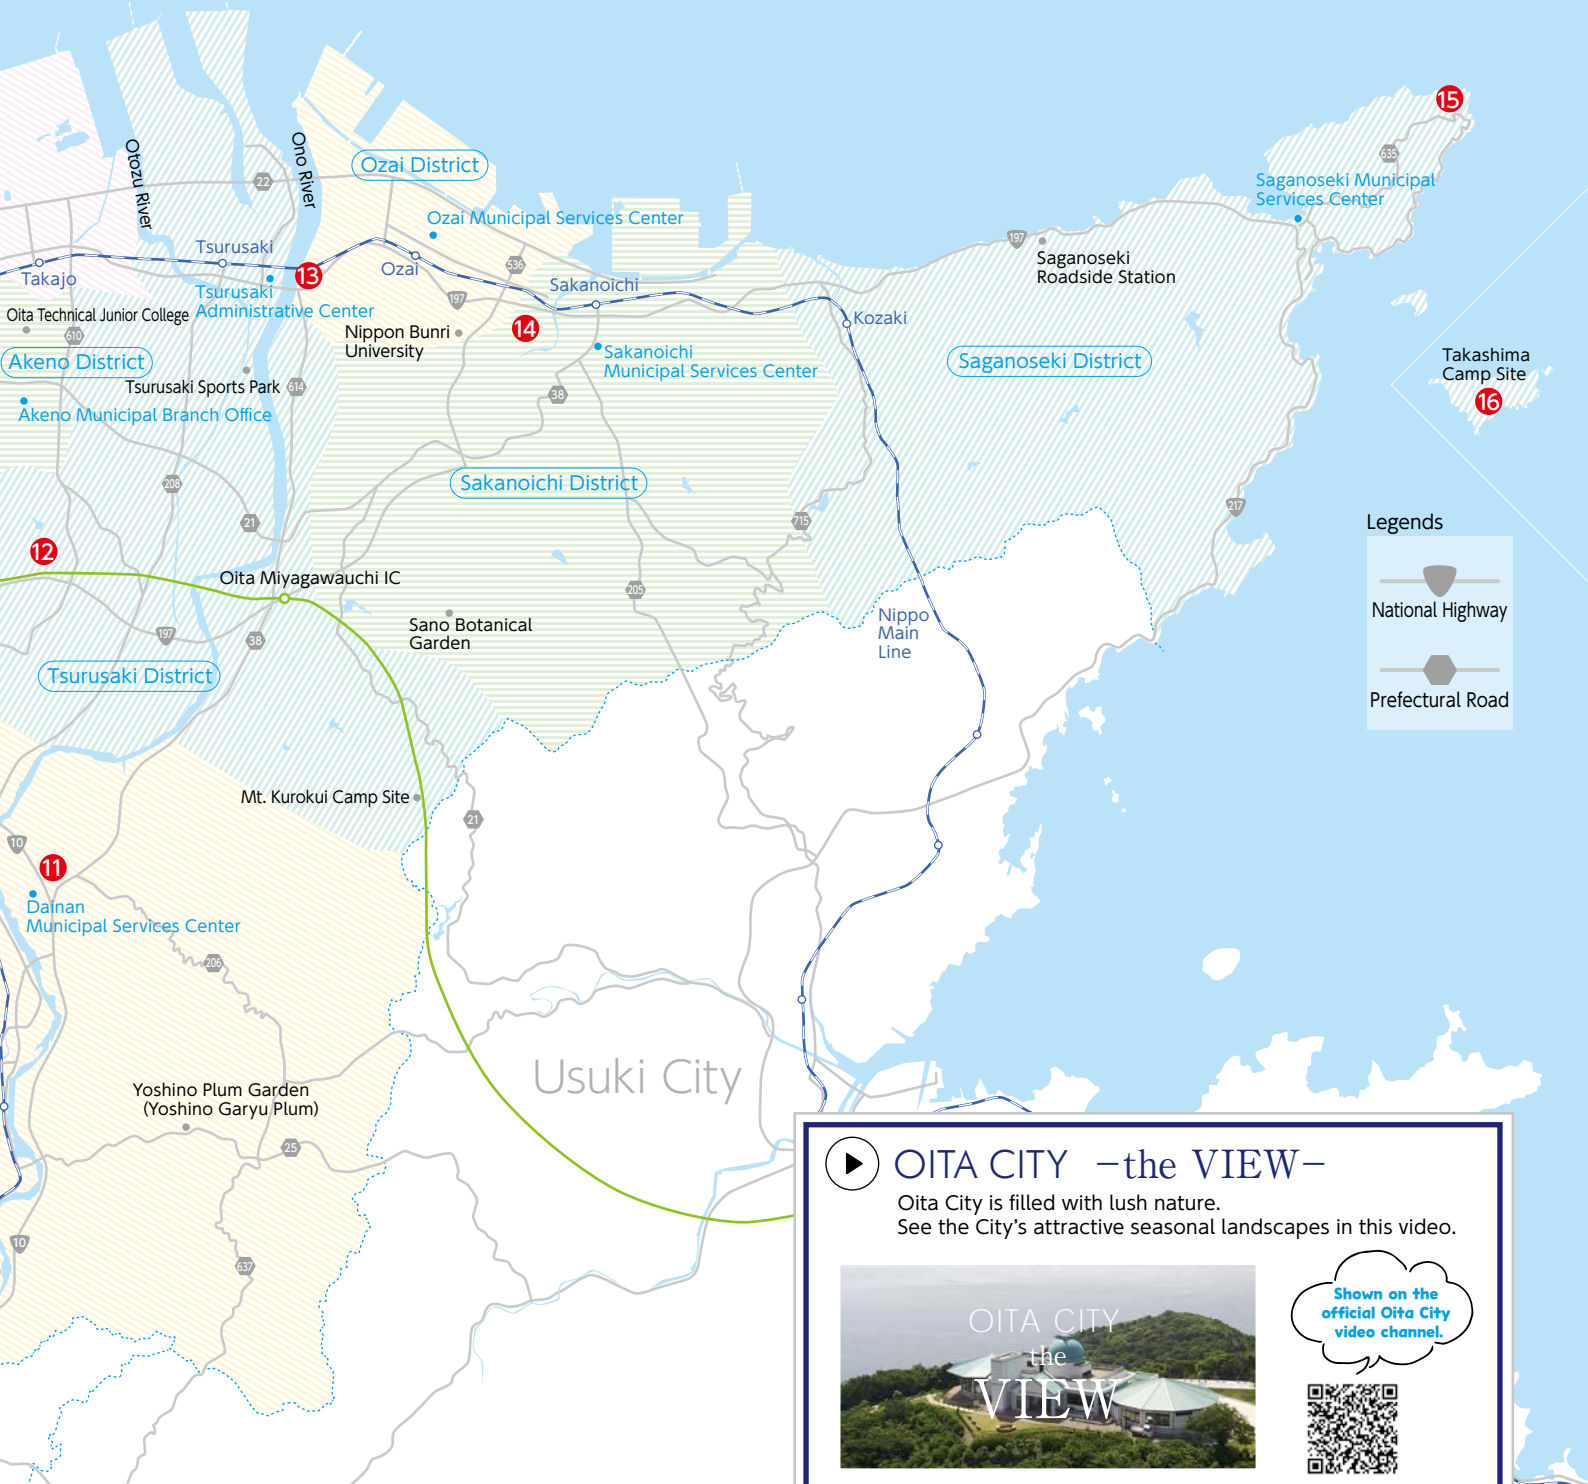 15
635
Saganoseki Municipal
Services Center
Otozu River
Ono River
Ozai District
22
Ozai Municipal Services Center
197
Saganoseki
Roadside Station
Tsurusaki
Takajo
13
Ozai
536
Sakanoichi
Tsurusaki
Administrative Center
197
Oita Technical Junior College
610
Nippon Bunri
University
14
Kozaki
Akeno District
Sakanoichi
Municipal Services Center
Saganoseki District
Takashima
Camp Site
16
Tsurusaki Sports Park
614
38
Akeno Municipal Branch Office
208
Sakanoichi District
21
715
217
Legends
National Highway
Prefectural Road
12
Oita Miyagawauchi IC
205
197
38
Sano Botanical
Garden
Nippo
Main
Line
Tsurusaki District
Mt. Kurokui Camp Site
21
10
11
Dainan
Municipal Services Center
206
Usuki City
Yoshino Plum Garden
(Yoshino Garyu Plum)
25
10
637
OITA CITY －the VIEW－
Oita City is filled with lush nature.
See the City's attractive seasonal landscapes in this video.
OITA CITY
the
VIEW
Shown on the
official Oita City
video channel.